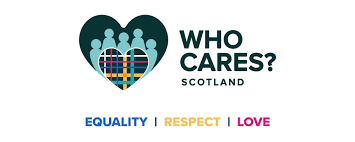 WHO
CARES?
SCOTLAND
EQUALITY | RESPECT | LOVE